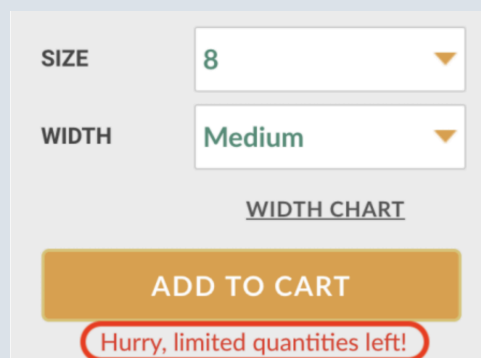 SIZE 8
WIDTH Medium
WIDTH CHART
ADD TO CART
Hurry, limited quantities left!